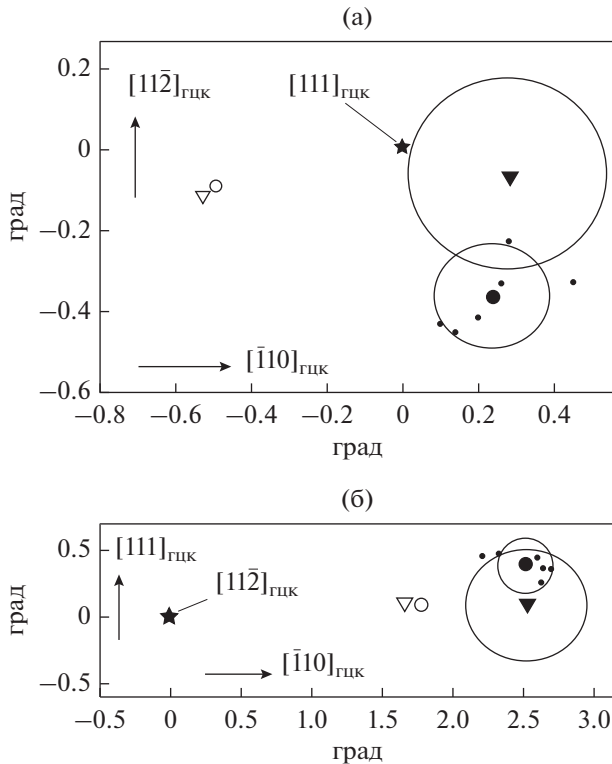 (а)
0.2
[112̄]гцк
[111]гцк
0
град
−0.2
−0.4
[1̄10]гцк
−0.6
−0.8 −0.6 −0.4 −0.2 0 0.2 0.4
град
(б)
0.5
[111]гцк
[112̄]гцк
град
0
[1̄10]гцк
−0.5
−0.5 0 0.5 1.0 1.5 2.0 2.5 3.0
град